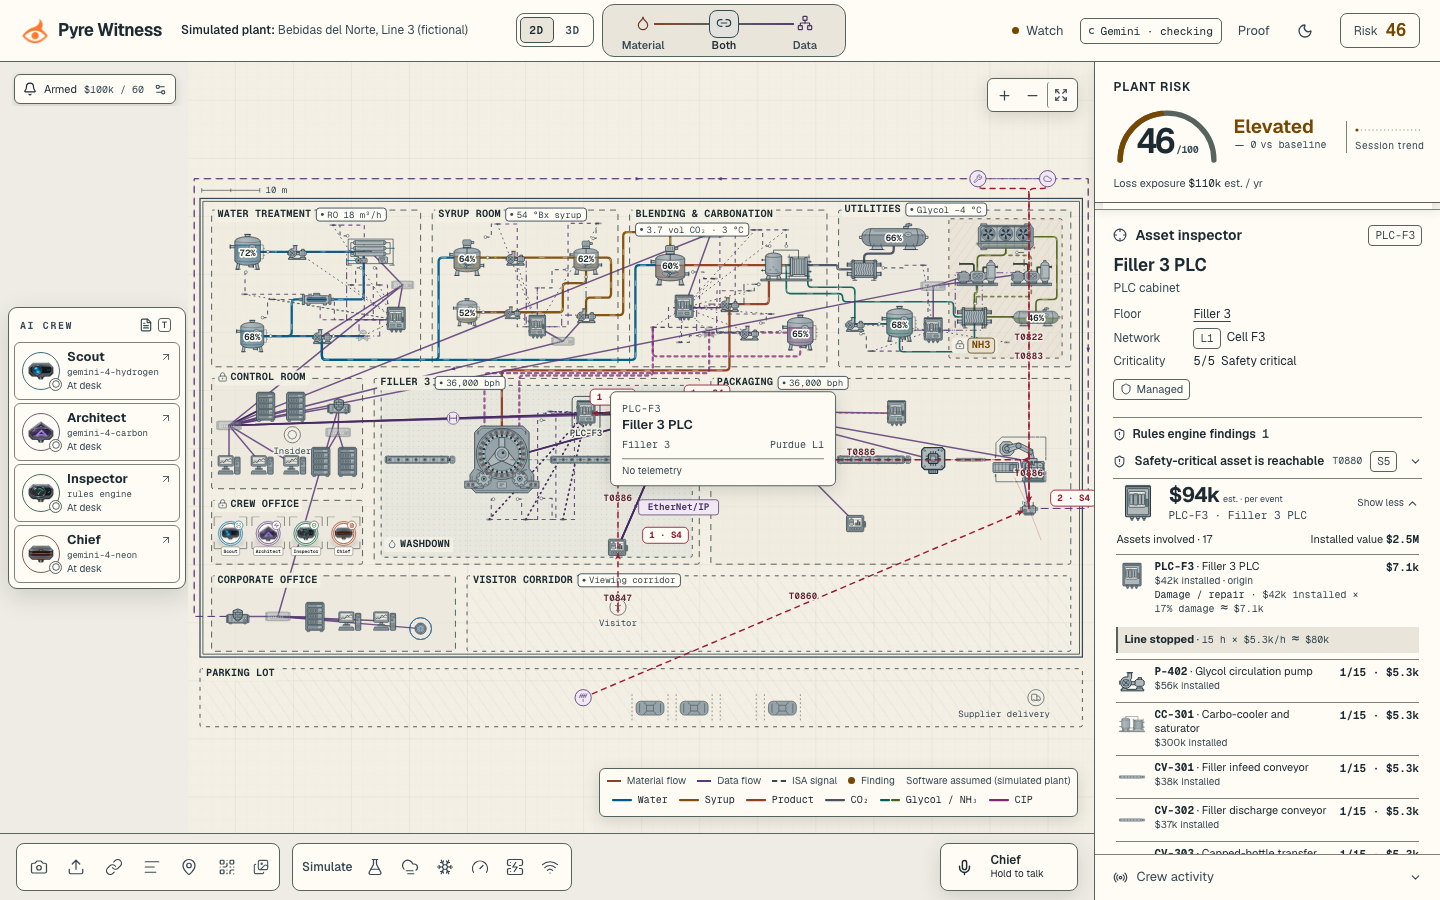 Pyre Witness
Simulated plant: Bebidas del Norte, Line 3 (fictional)
2D 3D
Material Both Data
Watch
Gemini · checking
Proof
Risk 46
Armed $100k / 60
10 m
WATER TREATMENT • RO 18 m³/h
SYRUP ROOM • 54 °Bx syrup
BLENDING & CARBONATION
• 3.7 vol CO₂ · 3 °C
UTILITIES • Glycol -4 °C
72%
64%
62%
60%
66%
68%
52%
65%
68%
46%
NH3
T0822
T0883
AI CREW T
Scout
gemini-4-hydrogen
At desk
Architect
gemini-4-carbon
At desk
Inspector
rules engine
At desk
Chief
gemini-4-neon
At desk
CONTROL ROOM
Insider
FILLER 3 • 36,000 bph
PACKAGING • 36,000 bph
PLC-F3
PLC-F3
Filler 3 PLC
Filler 3 Purdue L1
No telemetry
T0886
T0886
T0886
2 · S4
EtherNet/IP
1 · S4
CREW OFFICE
Scout Architect Inspector Chief
WASHDOWN
CORPORATE OFFICE
VISITOR CORRIDOR • Viewing corridor
T0847
Visitor
T0860
PARKING LOT
Supplier delivery
Material flow Data flow ISA signal Finding Software assumed (simulated plant)
Water Syrup Product CO₂ Glycol / NH₃ CIP
Simulate
Chief
Hold to talk
PLANT RISK
46 /100
Elevated
— 0 vs baseline
Session trend
Loss exposure $110k est. / yr
Asset inspector PLC-F3
Filler 3 PLC
PLC cabinet
Floor Filler 3
Network L1 Cell F3
Criticality 5/5 Safety critical
Managed
Rules engine findings 1
Safety-critical asset is reachable T0880 S5
$94k est. · per event Show less
PLC-F3 · Filler 3 PLC
Assets involved · 17 Installed value $2.5M
PLC-F3 · Filler 3 PLC $7.1k
$42k installed · origin
Damage / repair · $42k installed ×
17% damage ≈ $7.1k
Line stopped · 15 h × $5.3k/h ≈ $80k
P-402 · Glycol circulation pump 1/15 · $5.3k
$56k installed
CC-301 · Carbo-cooler and saturator 1/15 · $5.3k
$300k installed
CV-301 · Filler infeed conveyor 1/15 · $5.3k
$38k installed
CV-302 · Filler discharge conveyor 1/15 · $5.3k
$37k installed
CV-303 · Capped-bottle transfer 1/15 · $5.3k
Crew activity